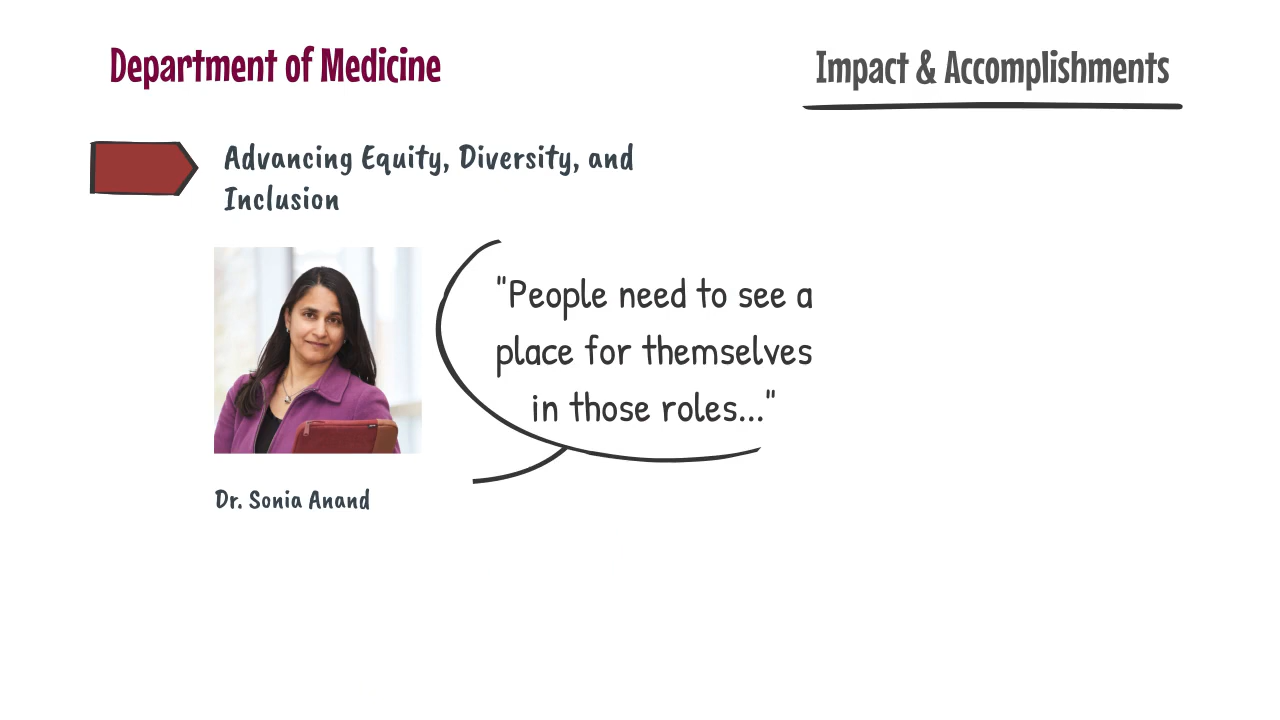 Department of Medicine
Impact & Accomplishments
Advancing Equity, Diversity, and
Inclusion
"People need to see a
place for themselves
in those roles..."
Dr. Sonia Anand